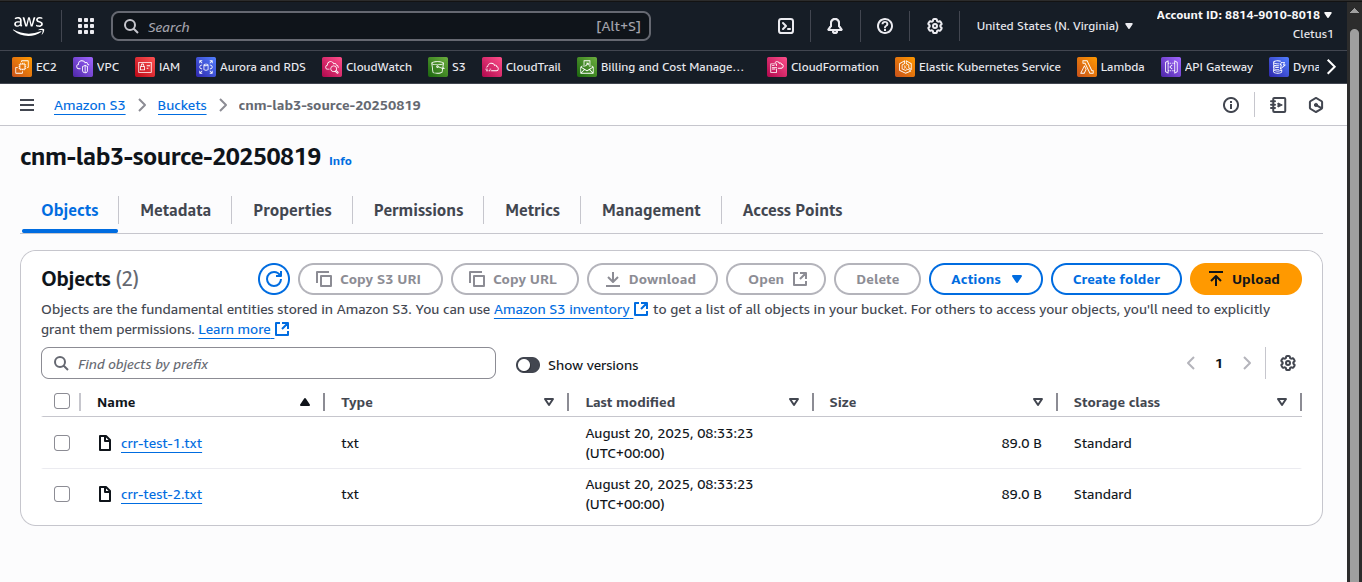 aws
Search [Alt+S]
United States (N. Virginia)
Account ID: 8814-9010-8018
Cletus1
EC2 VPC IAM Aurora and RDS CloudWatch S3 CloudTrail Billing and Cost Manage... CloudFormation Elastic Kubernetes Service Lambda API Gateway Dyna
Amazon S3 Buckets cnm-lab3-source-20250819
cnm-lab3-source-20250819 Info
Objects Metadata Properties Permissions Metrics Management Access Points
Objects (2) Copy S3 URI Copy URL Download Open Delete Actions Create folder Upload
Objects are the fundamental entities stored in Amazon S3. You can use Amazon S3 inventory to get a list of all objects in your bucket. For others to access your objects, you'll need to explicitly
grant them permissions. Learn more
Find objects by prefix Show versions 1
Name Type Last modified Size Storage class
crr-test-1.txt txt August 20, 2025, 08:33:23 (UTC+00:00) 89.0 B Standard
crr-test-2.txt txt August 20, 2025, 08:33:23 (UTC+00:00) 89.0 B Standard